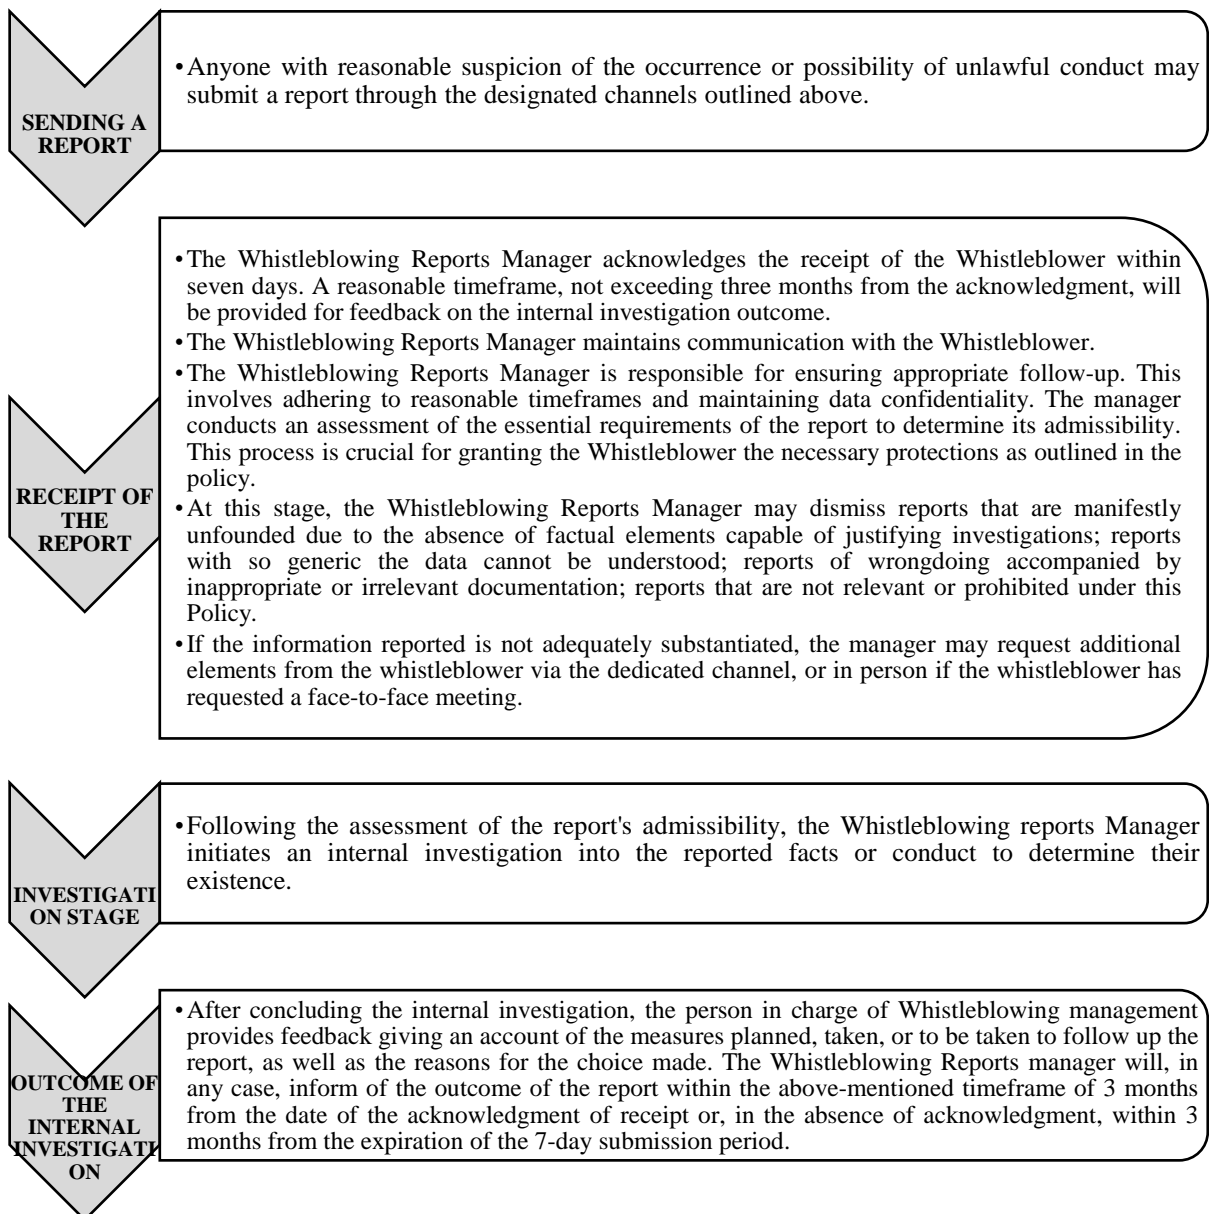 SENDING A
REPORT
•Anyone with reasonable suspicion of the occurrence or possibility of unlawful conduct may
submit a report through the designated channels outlined above.
RECEIPT OF
THE
REPORT
•The Whistleblowing Reports Manager acknowledges the receipt of the Whistleblower within
seven days. A reasonable timeframe, not exceeding three months from the acknowledgment, will
be provided for feedback on the internal investigation outcome.
•The Whistleblowing Reports Manager maintains communication with the Whistleblower.
•The Whistleblowing Reports Manager is responsible for ensuring appropriate follow-up. This
involves adhering to reasonable timeframes and maintaining data confidentiality. The manager
conducts an assessment of the essential requirements of the report to determine its admissibility.
This process is crucial for granting the Whistleblower the necessary protections as outlined in the
policy.
•At this stage, the Whistleblowing Reports Manager may dismiss reports that are manifestly
unfounded due to the absence of factual elements capable of justifying investigations; reports
with so generic the data cannot be understood; reports of wrongdoing accompanied by
inappropriate or irrelevant documentation; reports that are not relevant or prohibited under this
Policy.
•If the information reported is not adequately substantiated, the manager may request additional
elements from the whistleblower via the dedicated channel, or in person if the whistleblower has
requested a face-to-face meeting.
INVESTIGATI
ON STAGE
•Following the assessment of the report's admissibility, the Whistleblowing reports Manager
initiates an internal investigation into the reported facts or conduct to determine their
existence.
OUTCOME OF
THE
INTERNAL
INVESTIGATI
ON
•After concluding the internal investigation, the person in charge of Whistleblowing management
provides feedback giving an account of the measures planned, taken, or to be taken to follow up the
report, as well as the reasons for the choice made. The Whistleblowing Reports manager will, in
any case, inform of the outcome of the report within the above-mentioned timeframe of 3 months
from the date of the acknowledgment of receipt or, in the absence of acknowledgment, within 3
months from the expiration of the 7-day submission period.